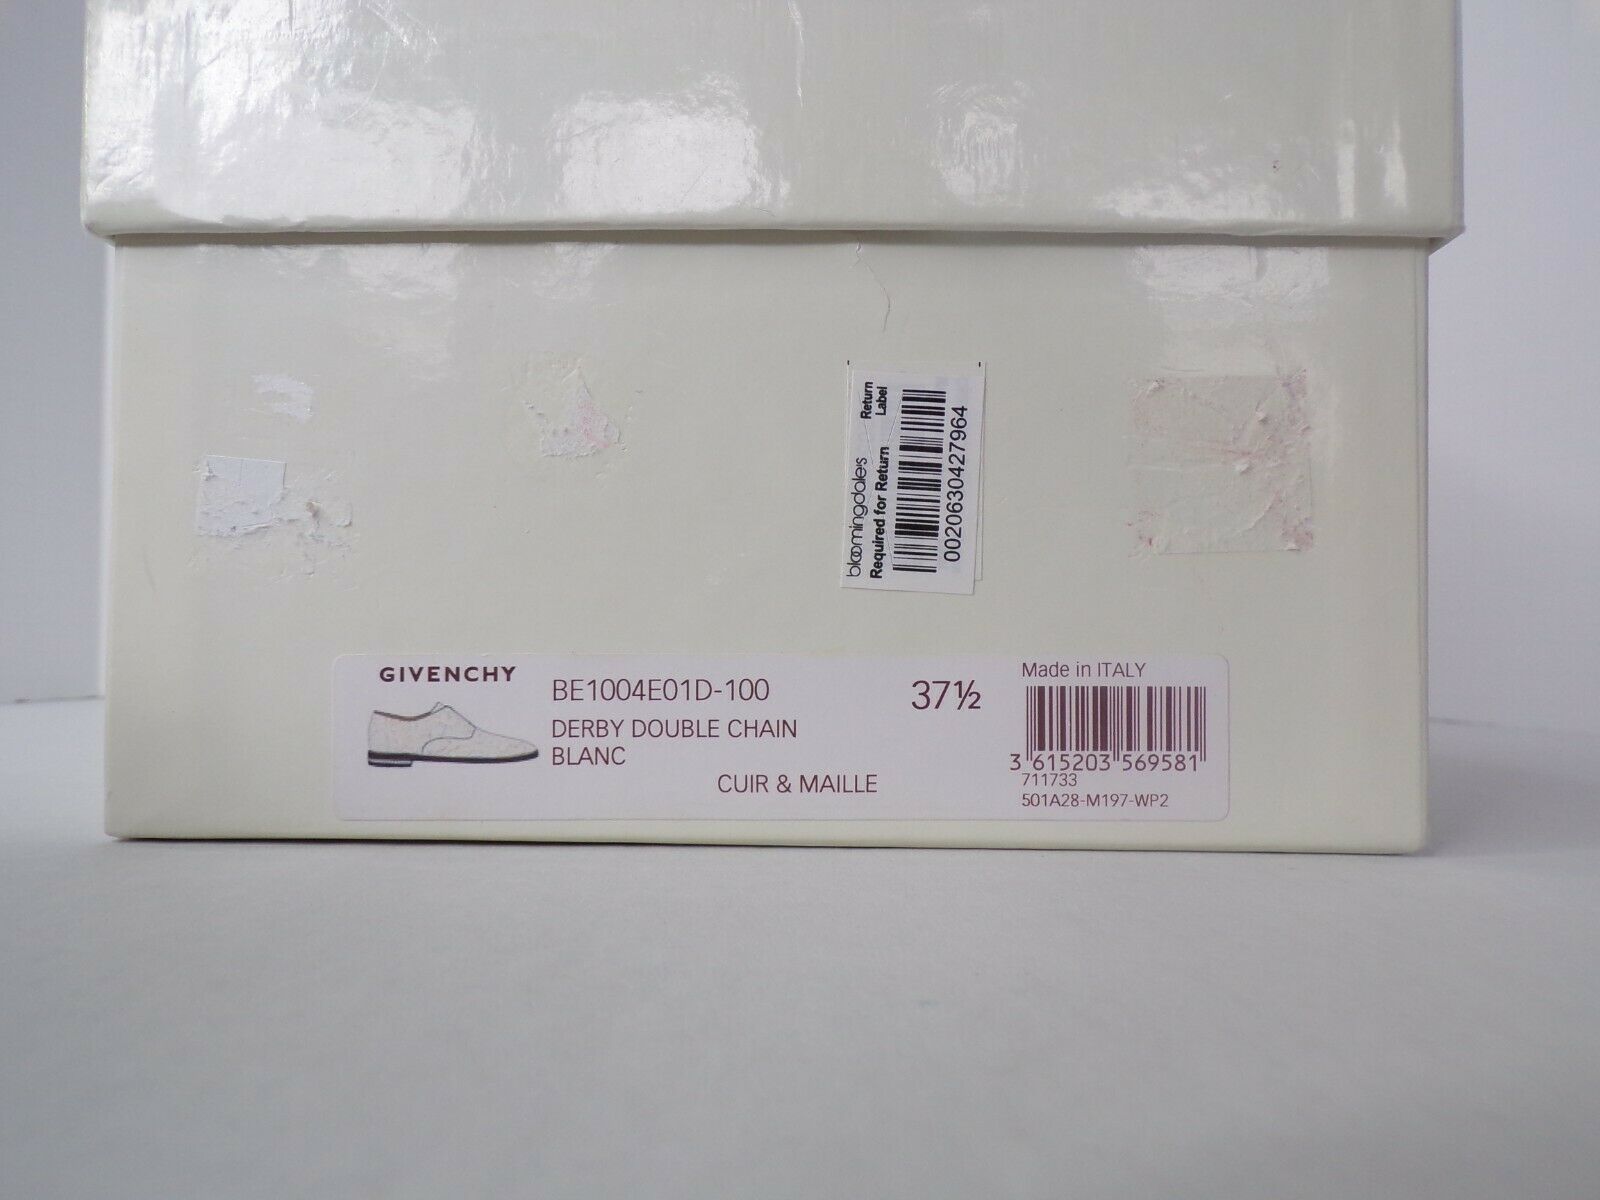 bloomingdale's
Required for Return
Return
Label
0020630427964
GIVENCHY
BE1004E01D-100
DERBY DOUBLE CHAIN
BLANC
CUIR & MAILLE
37½
Made in ITALY
3 615203 569581
711733
501A28-M197-WP2